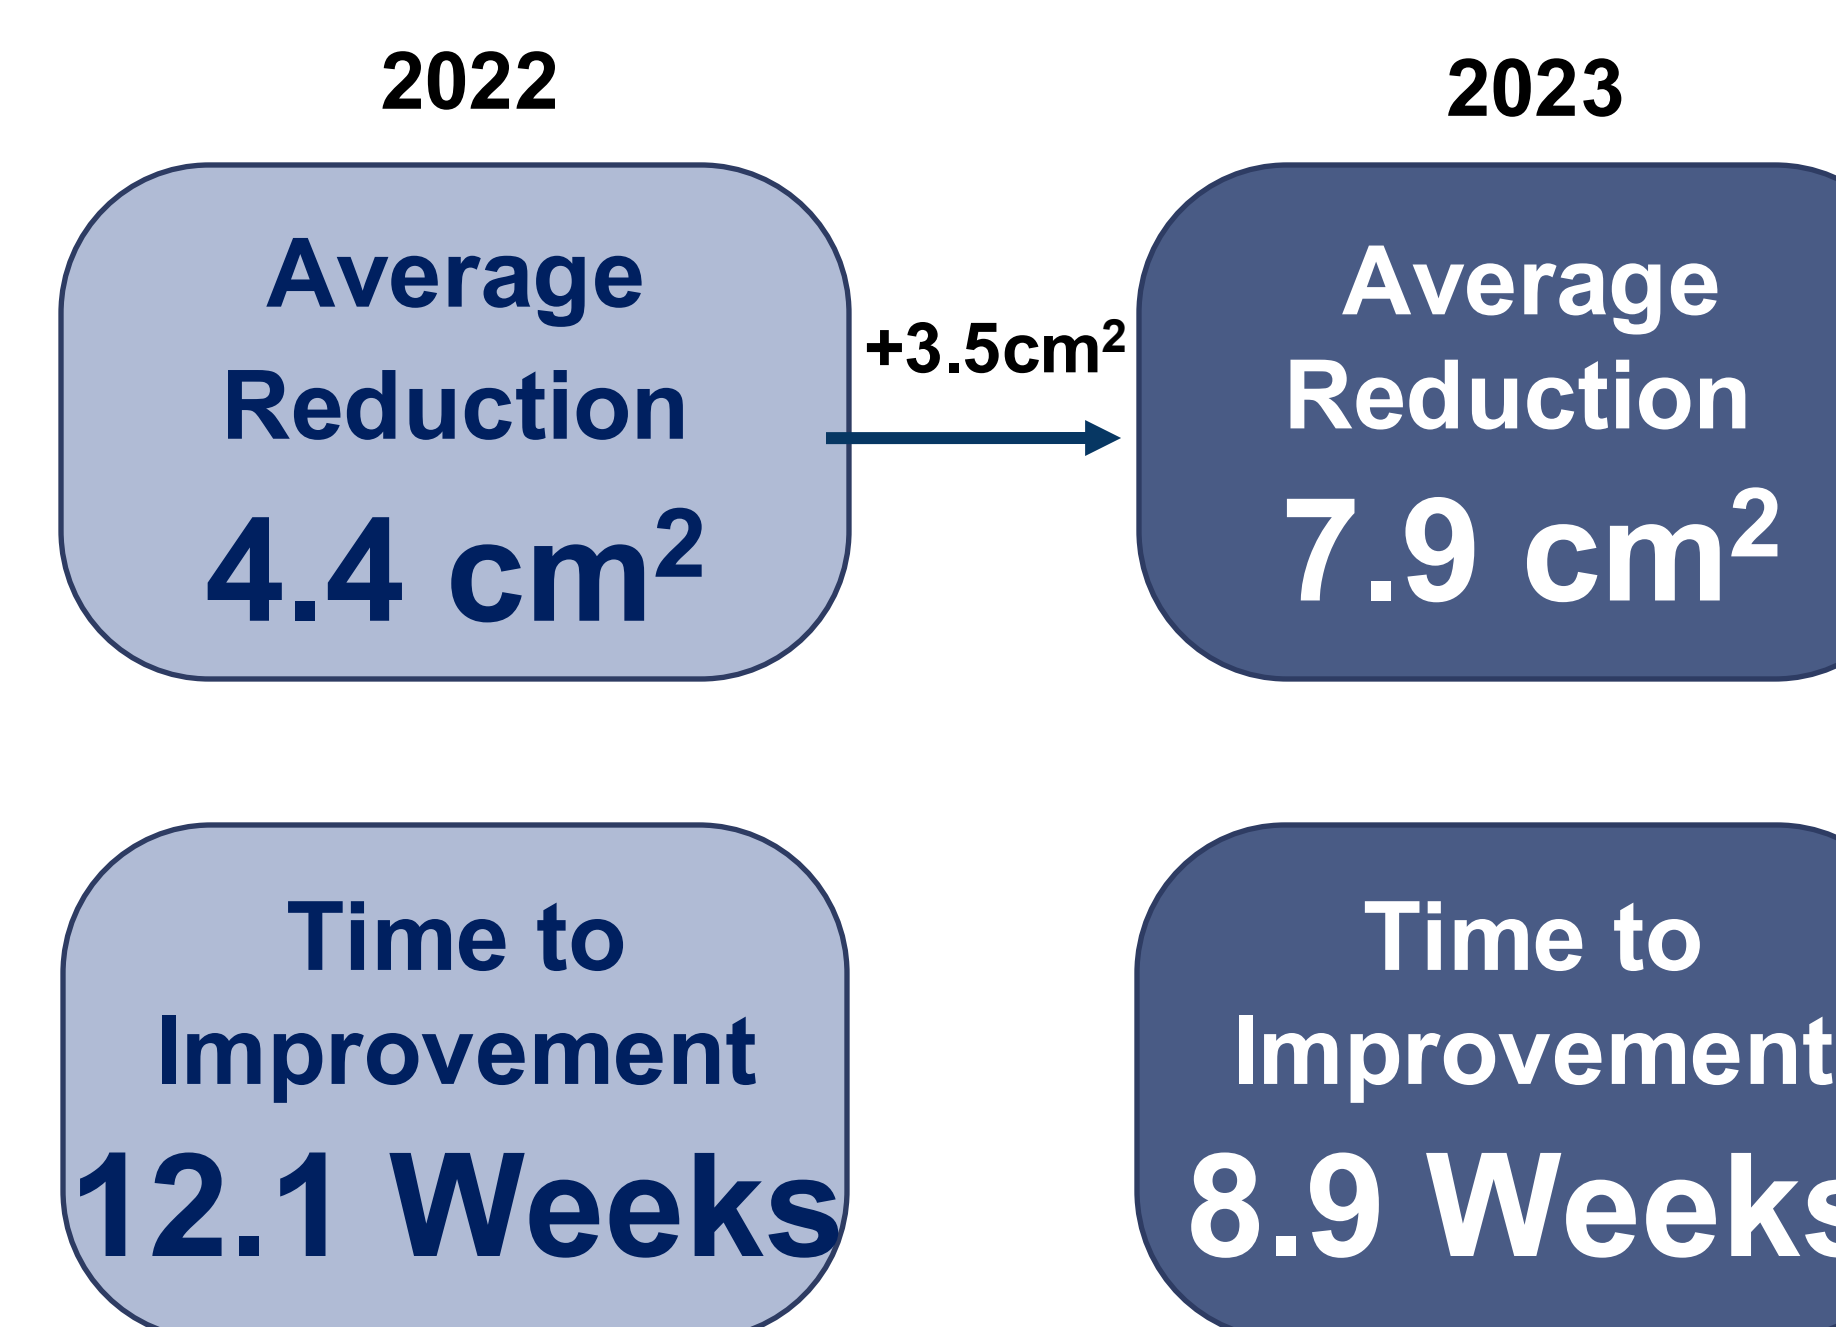 2022
2023
Average
Reduction
4.4 cm²
+3.5cm²
Average
Reduction
7.9 cm²
Time to
Improvement
12.1 Weeks
Time to
Improvement
8.9 Weeks